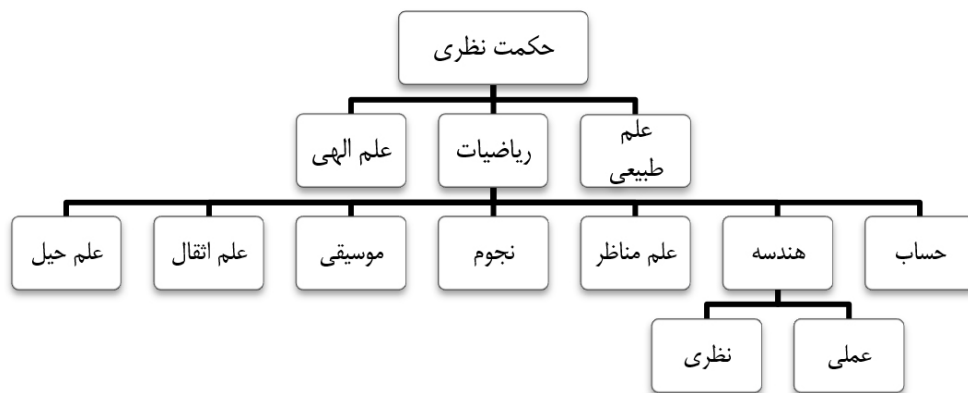 حکمت نظری
علم
طبیعی
ریاضیات
علم الهی
حساب
هندسه
علم مناظر
نجوم
موسیقی
علم اثقال
علم حیل
عملی
نظری